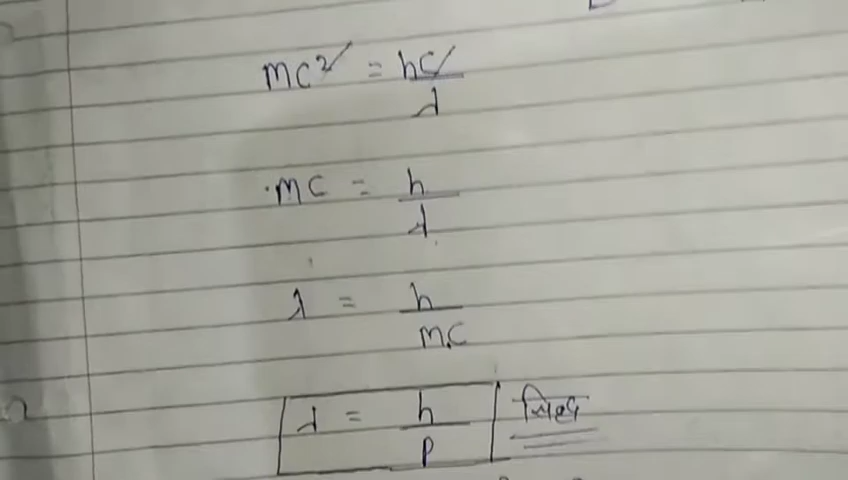 mc² = hc/λ
mc = h/λ
λ = h/mc
λ = h/p सिद्ध